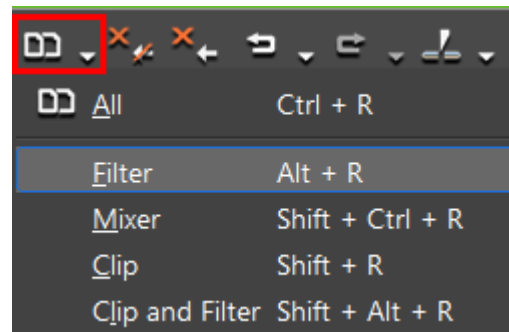 All Ctrl + R
Filter Alt + R
Mixer Shift + Ctrl + R
Clip Shift + R
Clip and Filter Shift + Alt + R